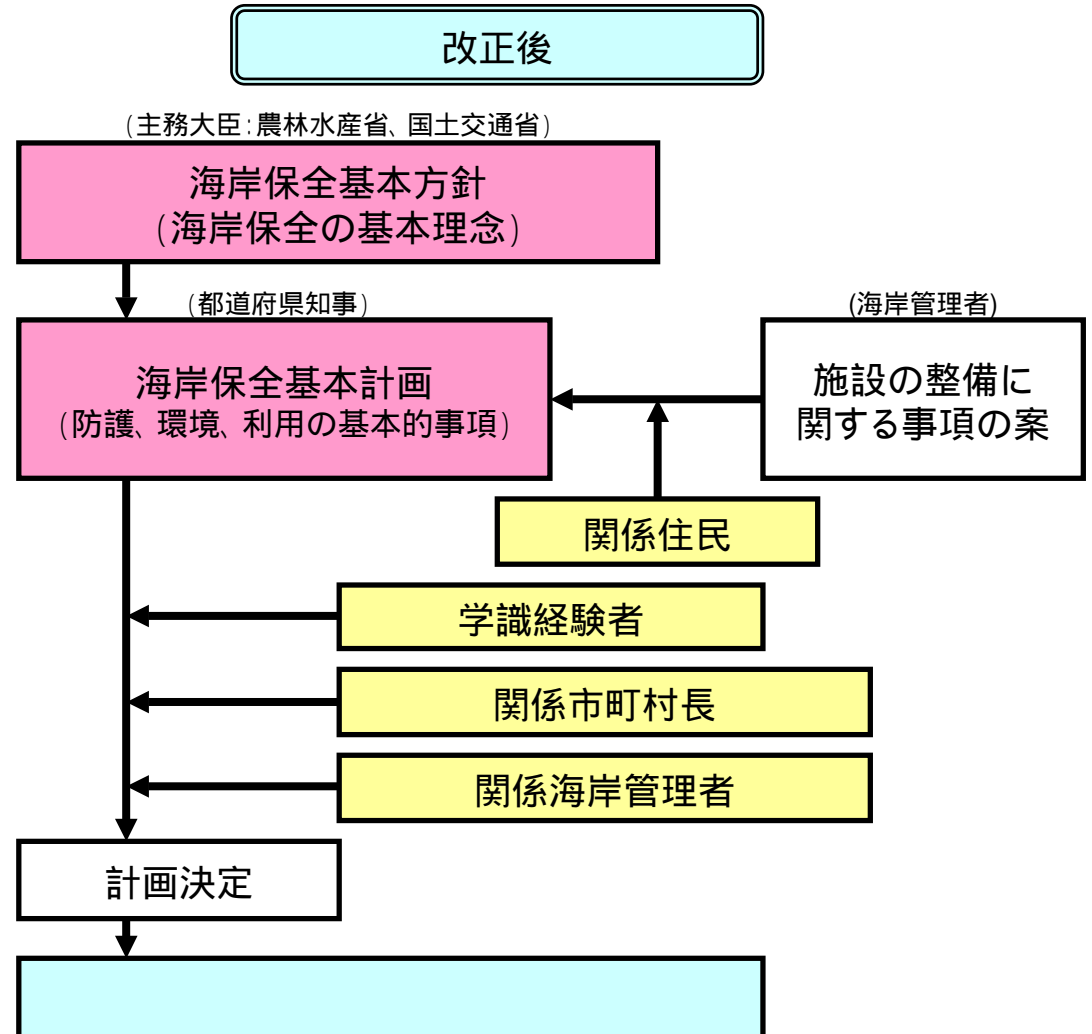 改正後
(主務大臣:農林水産省、国土交通省)
海岸保全基本方針
(海岸保全の基本理念)
(都道府県知事)
(海岸管理者)
海岸保全基本計画
(防護、環境、利用の基本的事項)
施設の整備に
関する事項の案
関係住民
学識経験者
関係市町村長
関係海岸管理者
計画決定